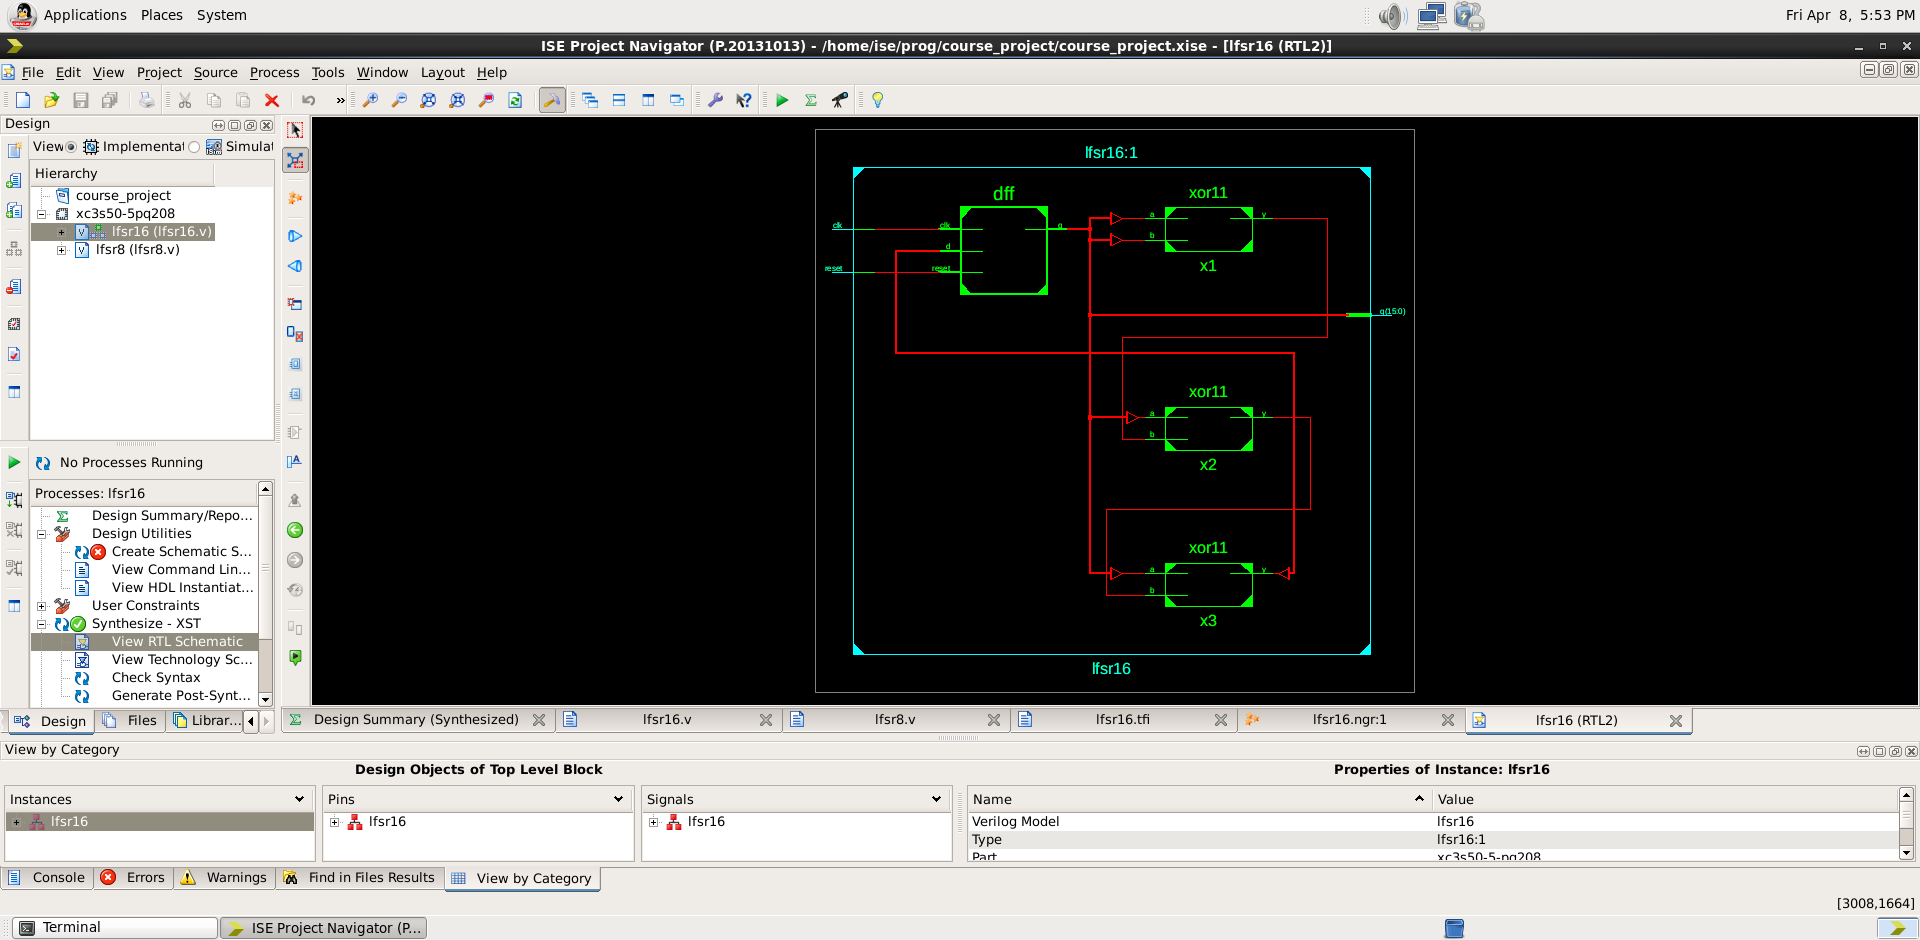 Applications Places System
Fri Apr 8, 5:53 PM
ISE Project Navigator (P.20131013) - /home/ise/prog/course_project/course_project.xise - [lfsr16 (RTL2)]
File Edit View Project Source Process Tools Window Layout Help
»
Design
View Implementat Simulat
Hierarchy
course_project
xc3s50-5pq208
lfsr16 (lfsr16.v)
lfsr8 (lfsr8.v)
No Processes Running
Processes: lfsr16
Design Summary/Repo...
Design Utilities
Create Schematic S...
View Command Lin...
View HDL Instantiat...
User Constraints
Synthesize - XST
View RTL Schematic
View Technology Sc...
Check Syntax
Generate Post-Synt...
Design Files Librar...
lfsr16:1
dff
clk clk q
d
reset reset
xor11
a y
b
x1
q(15:0)
xor11
a y
b
x2
xor11
a y
b
x3
lfsr16
Design Summary (Synthesized) lfsr16.v lfsr8.v lfsr16.tfi lfsr16.ngr:1 lfsr16 (RTL2)
View by Category
Design Objects of Top Level Block Properties of Instance: lfsr16
Instances Pins Signals Name Value
lfsr16 lfsr16 lfsr16 Verilog Model lfsr16
Type lfsr16:1
Part xc3s50-5-pq208
Console Errors Warnings Find in Files Results View by Category
[3008,1664]
Terminal ISE Project Navigator (P...